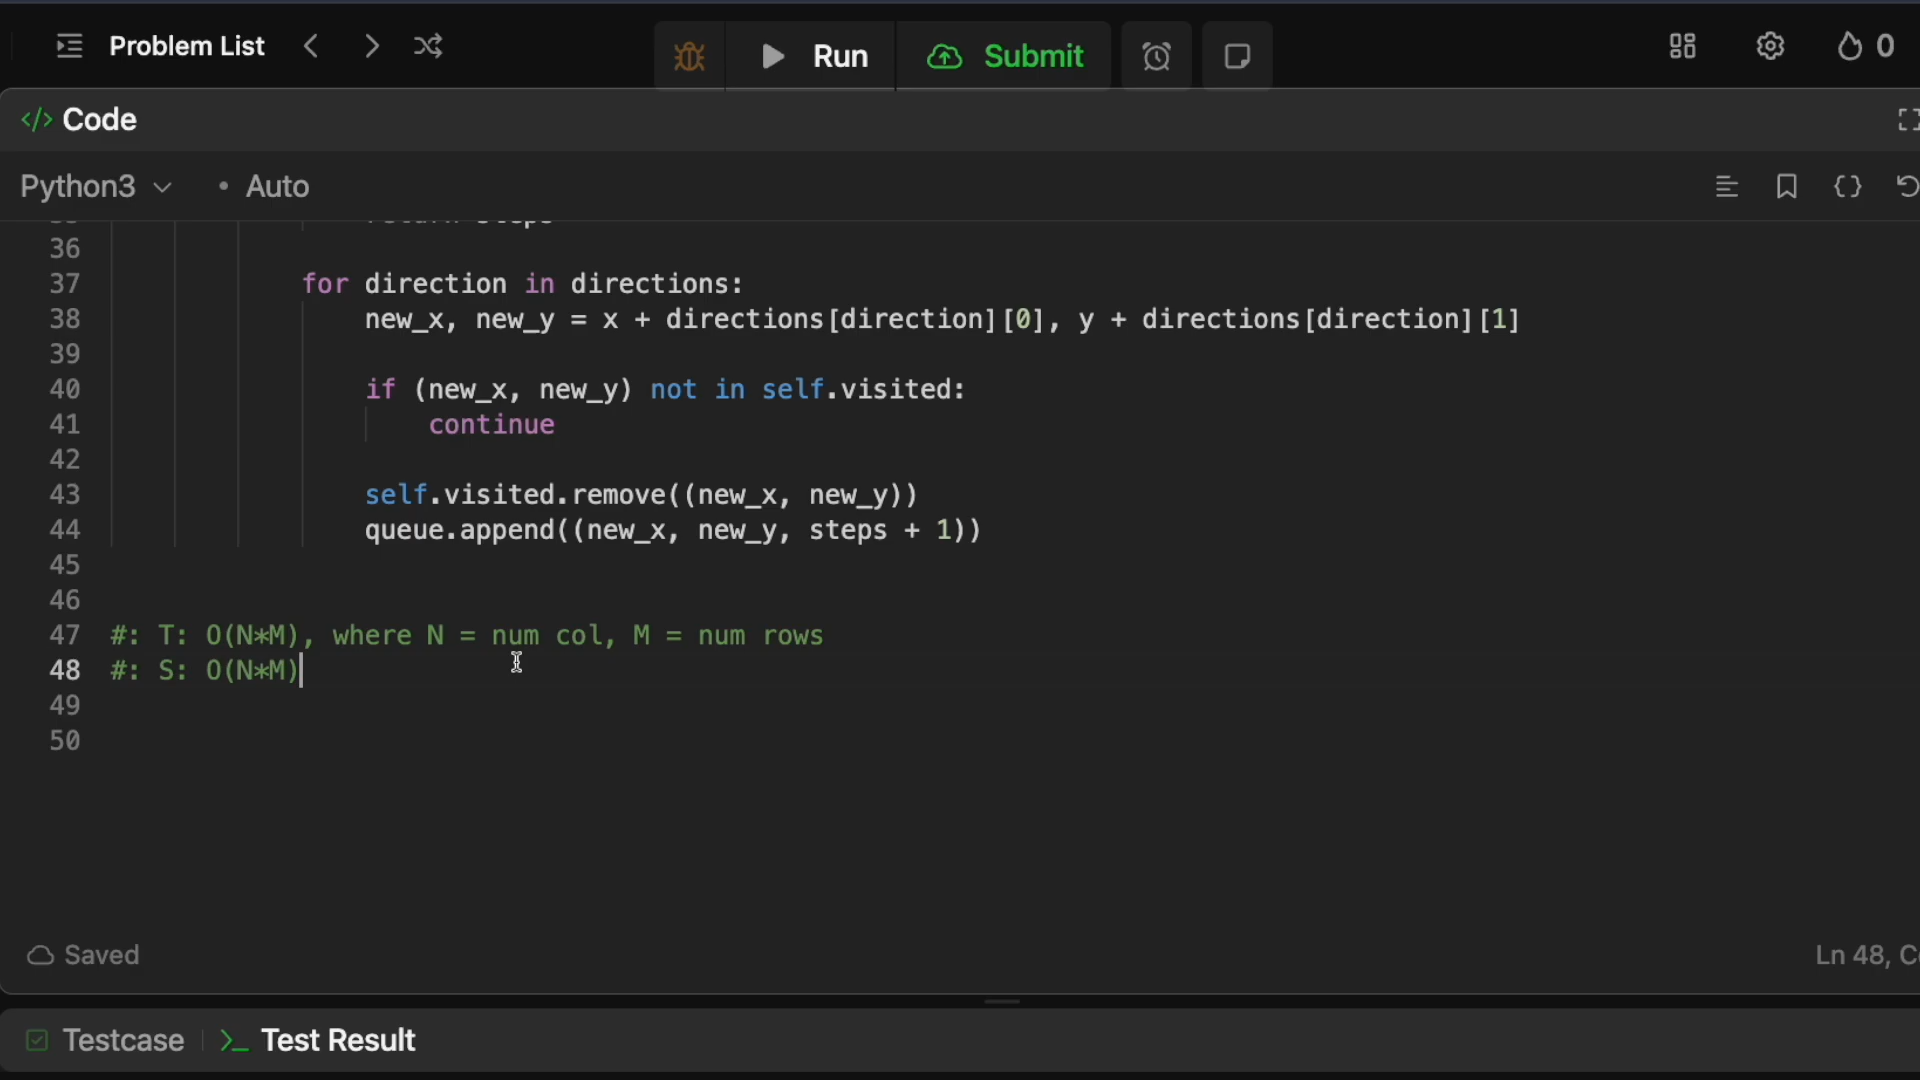 Problem List
Run
Submit
0
</> Code
Python3
• Auto
36
37 for direction in directions:
38 new_x, new_y = x + directions[direction][0], y + directions[direction][1]
39
40 if (new_x, new_y) not in self.visited:
41 continue
42
43 self.visited.remove((new_x, new_y))
44 queue.append((new_x, new_y, steps + 1))
45
46
47 #: T: O(N*M), where N = num col, M = num rows
48 #: S: O(N*M)
49
50
Saved
Ln 48,
Testcase
Test Result